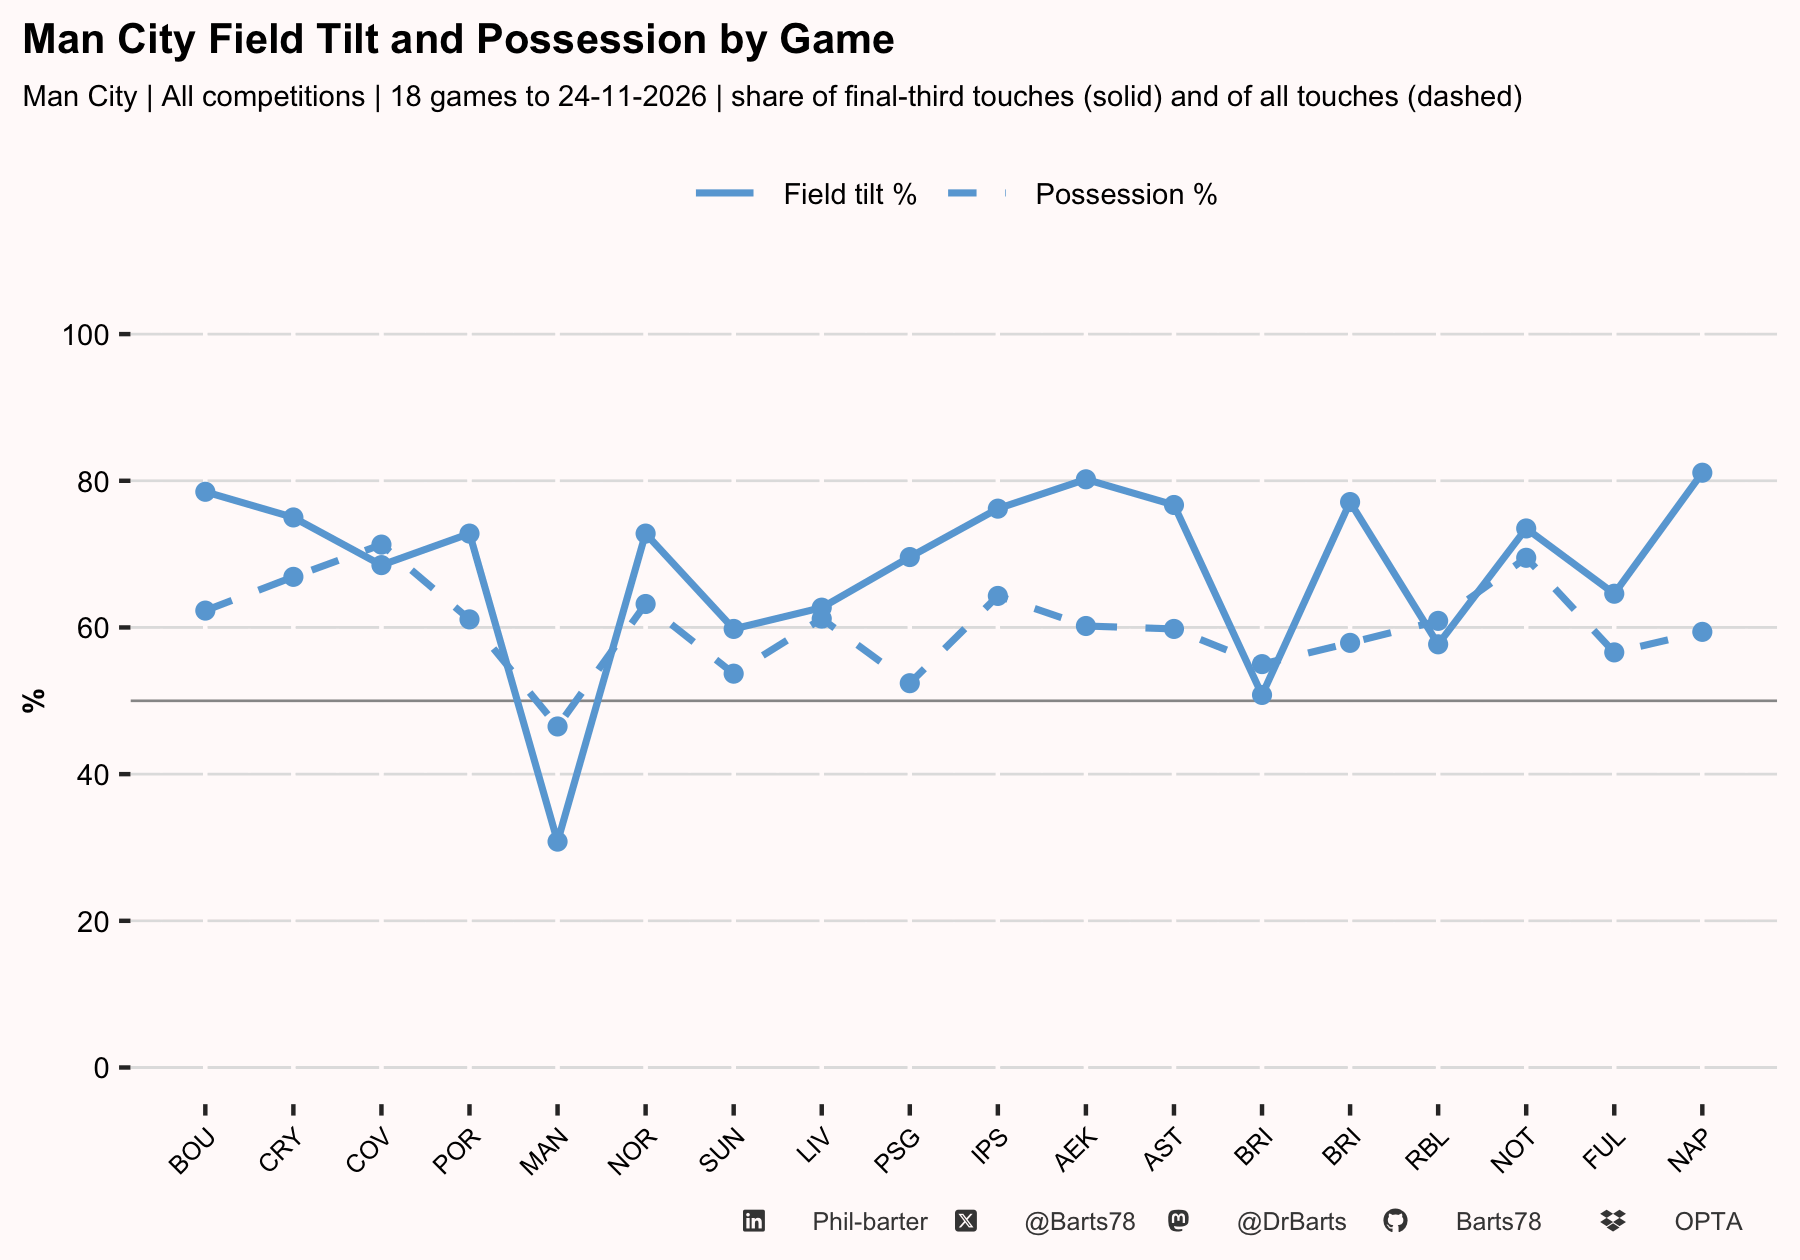 Man City Field Tilt and Possession by Game
Man City | All competitions | 18 games to 24-11-2026 | share of final-third touches (solid) and of all touches (dashed)
Field tilt % Possession %
100
80
60
%
40
20
0
BOU CRY COV POR MAN NOR SUN LIV PSG IPS AEK AST BRI BRI RBL NOT FUL NAP
Phil-barter @Barts78 @DrBarts Barts78 OPTA